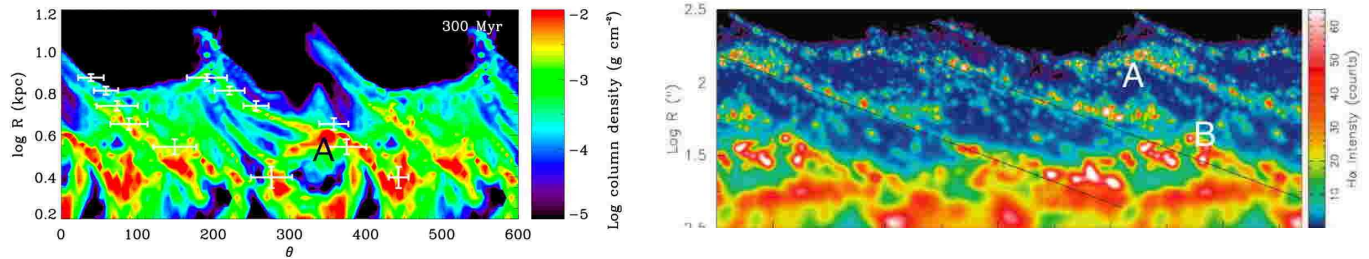 1.2
1.0
0.8
0.6
0.4
0.2
log R (kpc)
300 Myr
A
0 100 200 300 400 500 600
θ
-2
-3
-4
-5
Log column density (g cm⁻²)
2.5
2
1.5
2.5
Log R (")
A
B
60
50
40
30
20
10
Hα Intensity (counts)